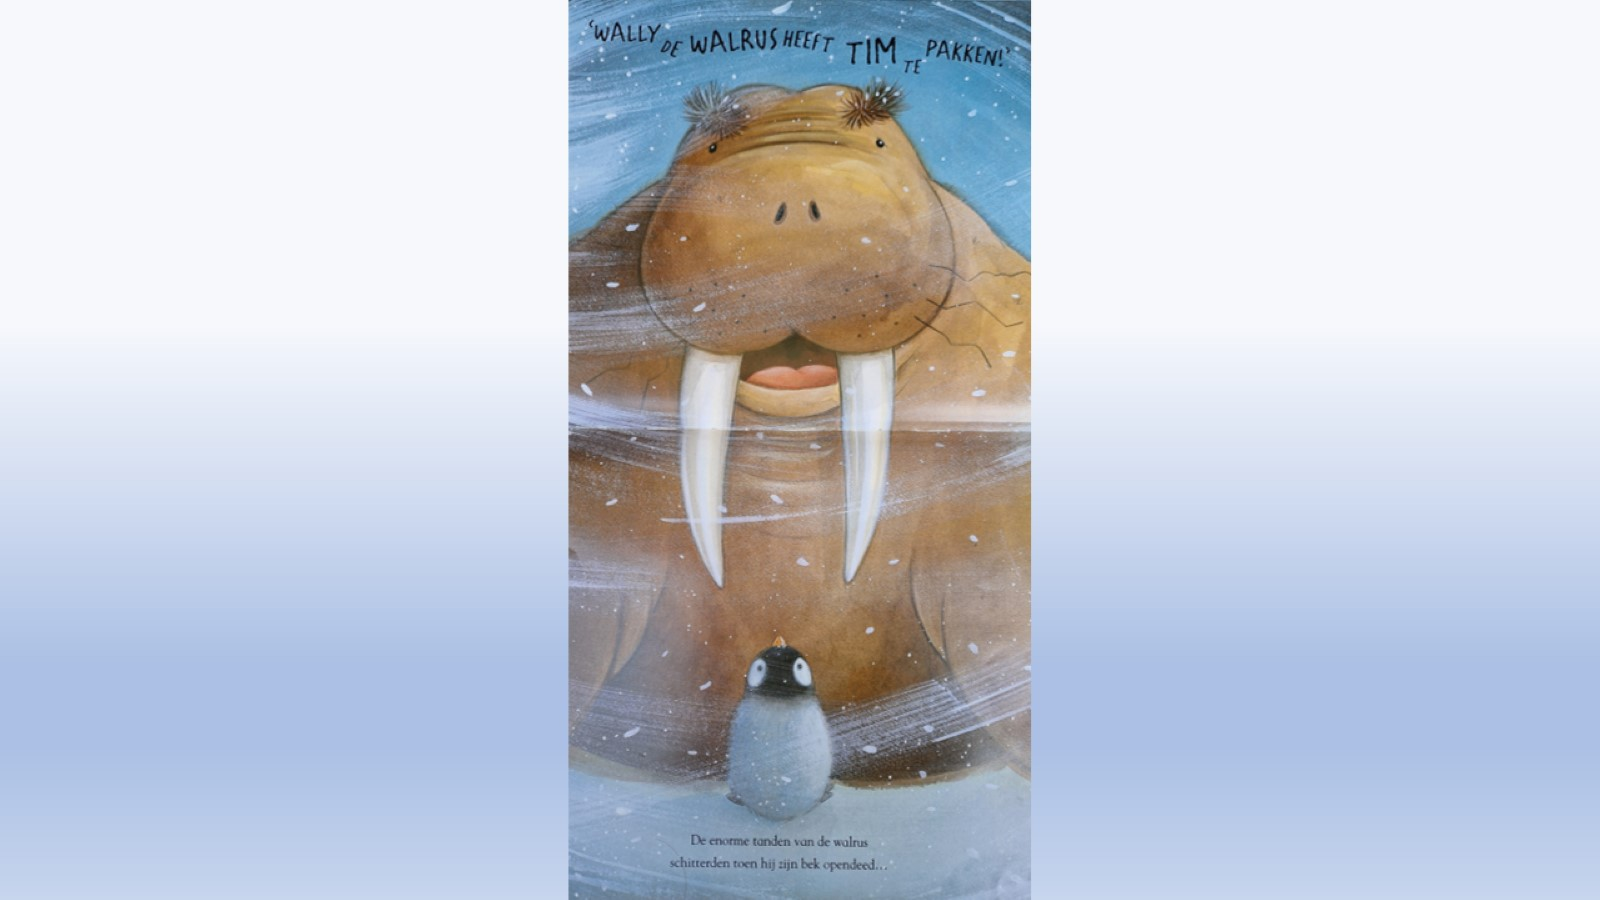 'WALLY DE WALRUS HEEFT TIM TE PAKKEN!'
De enorme tanden van de walrus
schitterden toen hij zijn bek opendeed...